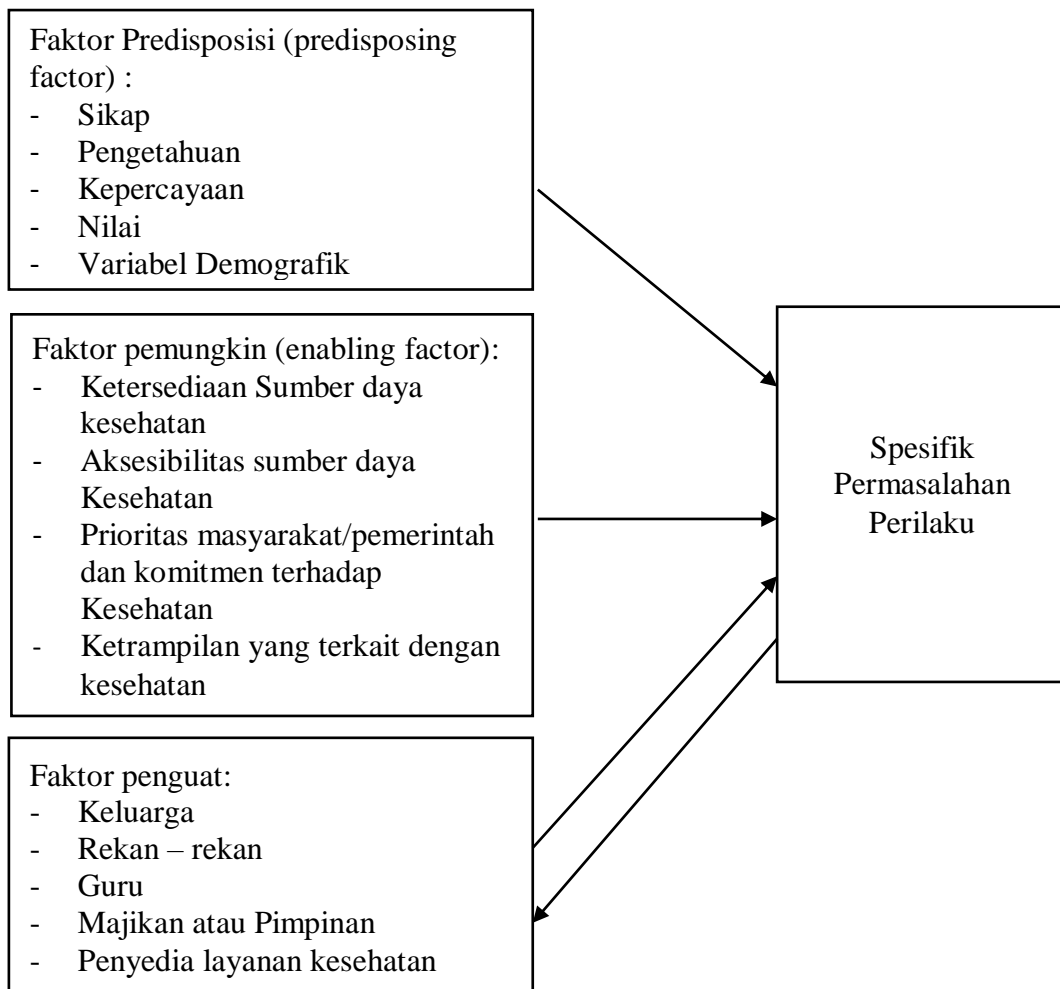 Faktor Predisposisi (predisposing
factor) :
- Sikap
- Pengetahuan
- Kepercayaan
- Nilai
- Variabel Demografik
Faktor pemungkin (enabling factor):
- Ketersediaan Sumber daya
kesehatan
- Aksesibilitas sumber daya
Kesehatan
- Prioritas masyarakat/pemerintah
dan komitmen terhadap
Kesehatan
- Ketrampilan yang terkait dengan
kesehatan
Faktor penguat:
- Keluarga
- Rekan – rekan
- Guru
- Majikan atau Pimpinan
- Penyedia layanan kesehatan
Spesifik
Permasalahan
Perilaku